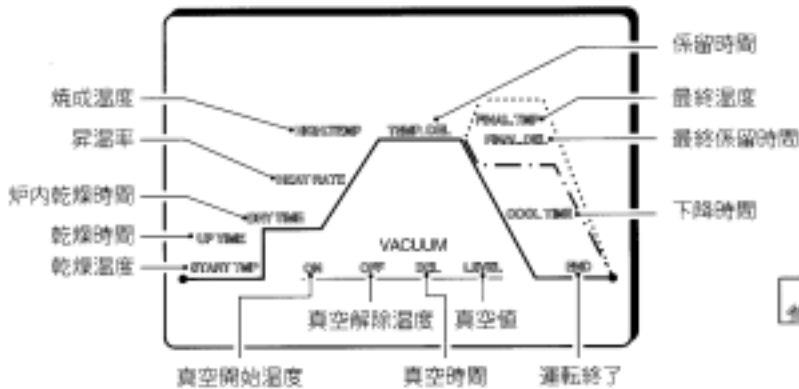 係留時間
焼成温度
最終温度
HIGH TEMP
TEMP. DEL
FINAL TMP
昇温率
FINAL DEL
最終係留時間
HEAT RATE
炉内乾燥時間
DRY TIME
COOL TIME
下降時間
乾燥時間
UP TIME
VACUUM
乾燥温度
START TMP
ON
OFF
DEL
LEVEL
END
真空解除温度
真空値
真空開始温度
真空時間
運転終了